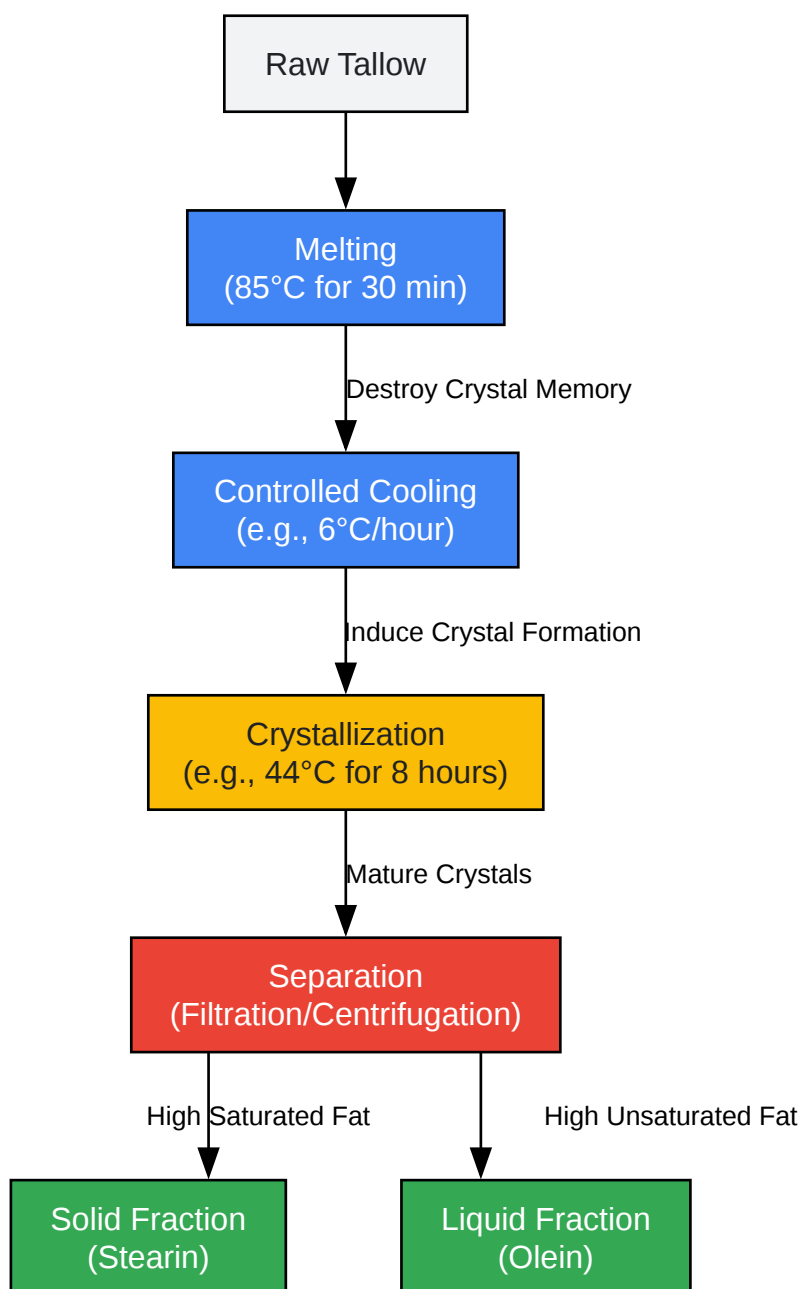 Raw Tallow
Melting
(85°C for 30 min)
Destroy Crystal Memory
Controlled Cooling
(e.g., 6°C/hour)
Induce Crystal Formation
Crystallization
(e.g., 44°C for 8 hours)
Mature Crystals
Separation
(Filtration/Centrifugation)
High Saturated Fat
High Unsaturated Fat
Solid Fraction
(Stearin)
Liquid Fraction
(Olein)